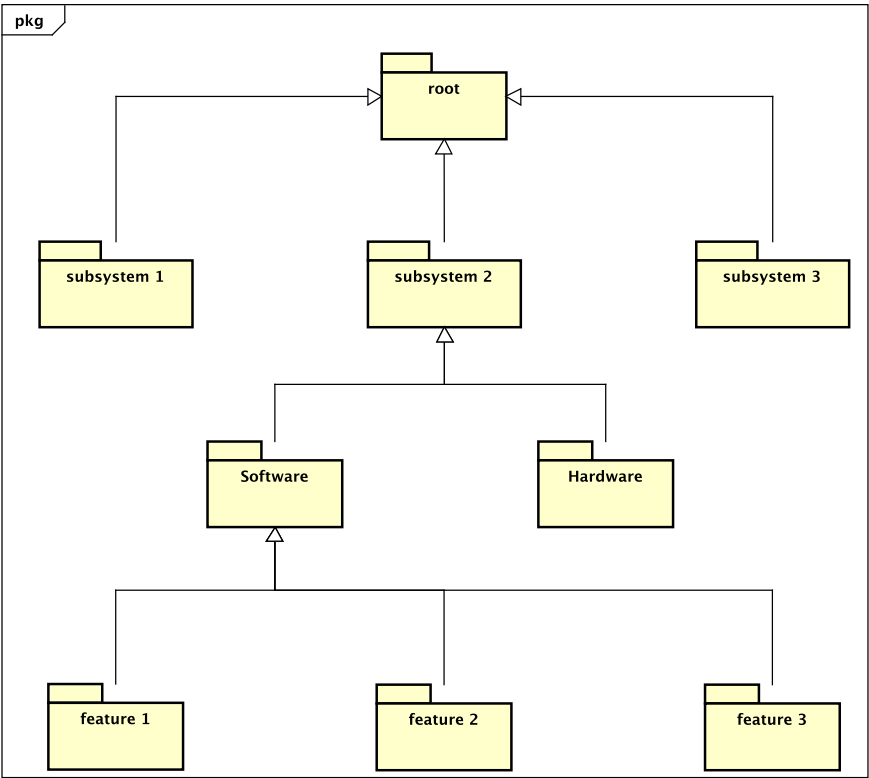 pkg
root
subsystem 1
subsystem 2
subsystem 3
Software
Hardware
feature 1
feature 2
feature 3